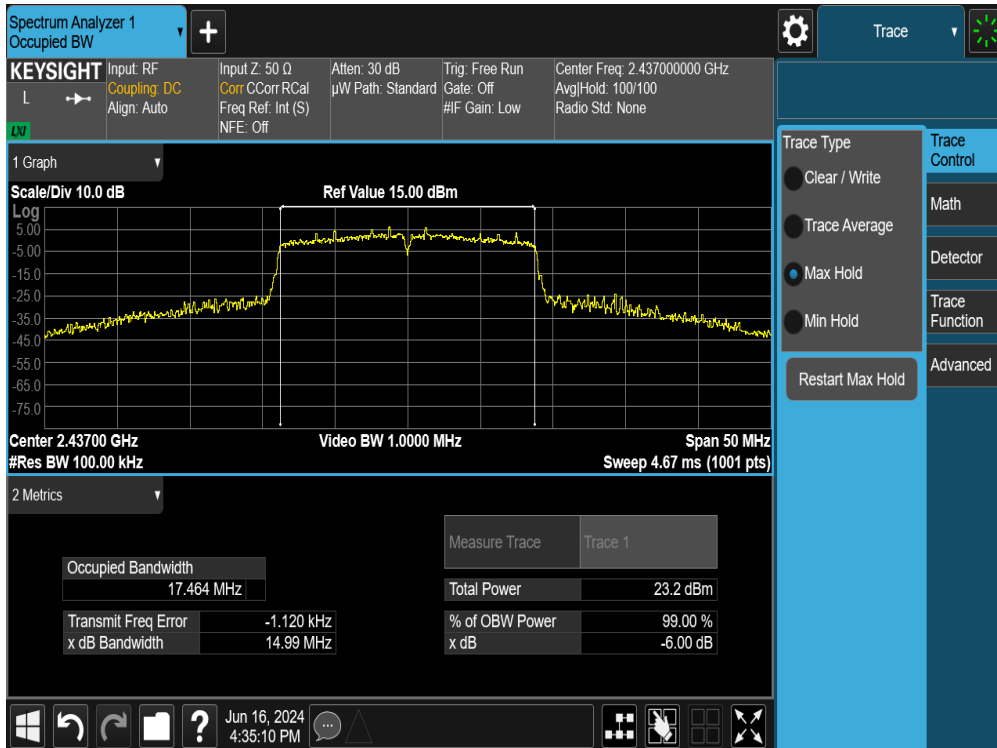 Spectrum Analyzer 1
Occupied BW
+
Trace
KEYSIGHT
L
LXI
Input: RF
Coupling: DC
Align: Auto
Input Z: 50 Ω
Corr CCorr RCal
Freq Ref: Int (S)
NFE: Off
Atten: 30 dB
µW Path: Standard
Trig: Free Run
Gate: Off
#IF Gain: Low
Center Freq: 2.437000000 GHz
Avg|Hold: 100/100
Radio Std: None
1 Graph
Scale/Div 10.0 dB
Ref Value 15.00 dBm
Log
5.00
-5.00
-15.0
-25.0
-35.0
-45.0
-55.0
-65.0
-75.0
Center 2.43700 GHz
Video BW 1.0000 MHz
Span 50 MHz
#Res BW 100.00 kHz
Sweep 4.67 ms (1001 pts)
2 Metrics
Measure Trace
Trace 1
Occupied Bandwidth
17.464 MHz
Total Power
23.2 dBm
Transmit Freq Error
-1.120 kHz
% of OBW Power
99.00 %
x dB Bandwidth
14.99 MHz
x dB
-6.00 dB
Trace Type
Clear / Write
Trace Average
Max Hold
Min Hold
Restart Max Hold
Trace
Control
Math
Detector
Trace
Function
Advanced
?
Jun 16, 2024
4:35:10 PM